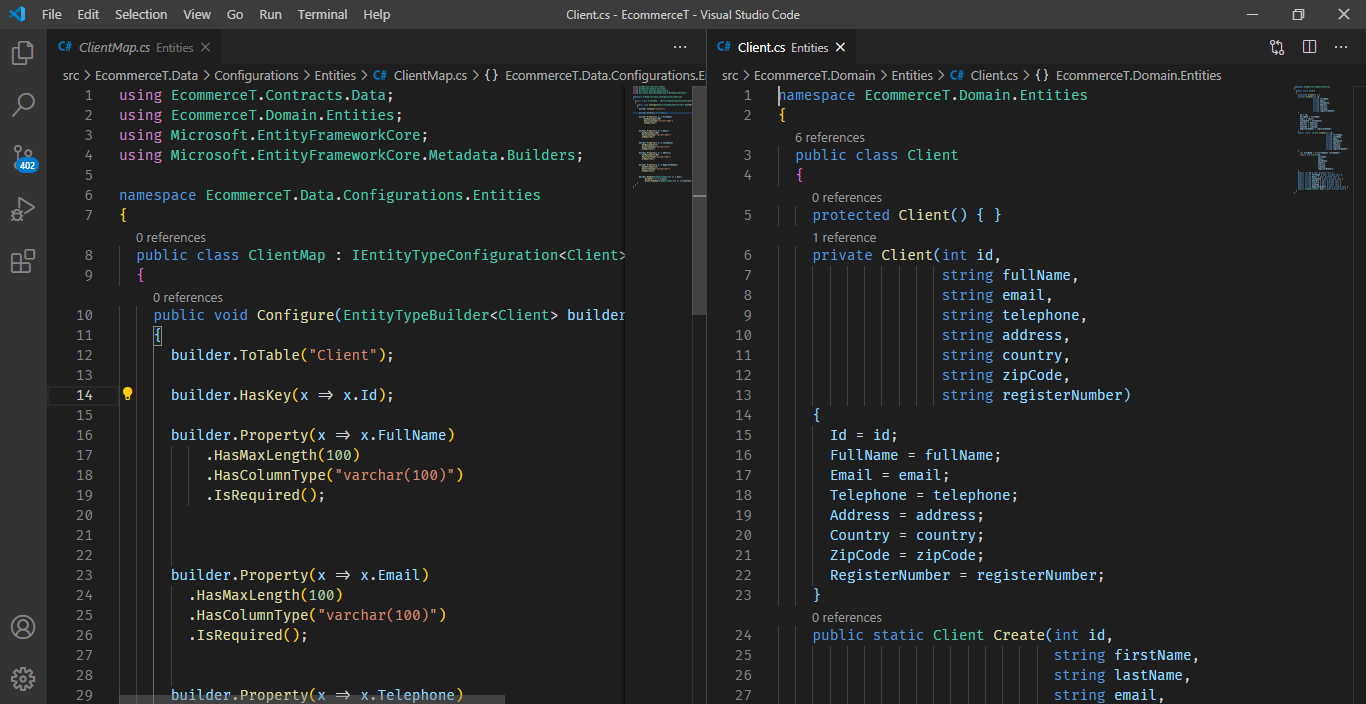 File Edit Selection View Go Run Terminal Help
Client.cs - EcommerceT - Visual Studio Code
C# ClientMap.cs Entities
src > EcommerceT.Data > Configurations > Entities > C# ClientMap.cs > {} EcommerceT.Data.Configurations.E
1 using EcommerceT.Contracts.Data;
2 using EcommerceT.Domain.Entities;
3 using Microsoft.EntityFrameworkCore;
4 using Microsoft.EntityFrameworkCore.Metadata.Builders;
5
6 namespace EcommerceT.Data.Configurations.Entities
7 {
0 references
8 public class ClientMap : IEntityTypeConfiguration<Client>
9 {
0 references
10 public void Configure(EntityTypeBuilder<Client> builder
11 {
12 builder.ToTable("Client");
13
14 builder.HasKey(x => x.Id);
15
16 builder.Property(x => x.FullName)
17 .HasMaxLength(100)
18 .HasColumnType("varchar(100)")
19 .IsRequired();
20
21
22
23 builder.Property(x => x.Email)
24 .HasMaxLength(100)
25 .HasColumnType("varchar(100)")
26 .IsRequired();
27
28
29 builder.Property(x => x.Telephone)
402
C# Client.cs Entities
src > EcommerceT.Domain > Entities > C# Client.cs > {} EcommerceT.Domain.Entities
1 namespace EcommerceT.Domain.Entities
2 {
6 references
3 public class Client
4 {
0 references
5 protected Client() { }
1 reference
6 private Client(int id,
7 string fullName,
8 string email,
9 string telephone,
10 string address,
11 string country,
12 string zipCode,
13 string registerNumber)
14 {
15 Id = id;
16 FullName = fullName;
17 Email = email;
18 Telephone = telephone;
19 Address = address;
20 Country = country;
21 ZipCode = zipCode;
22 RegisterNumber = registerNumber;
23 }
0 references
24 public static Client Create(int id,
25 string firstName,
26 string lastName,
27 string email,